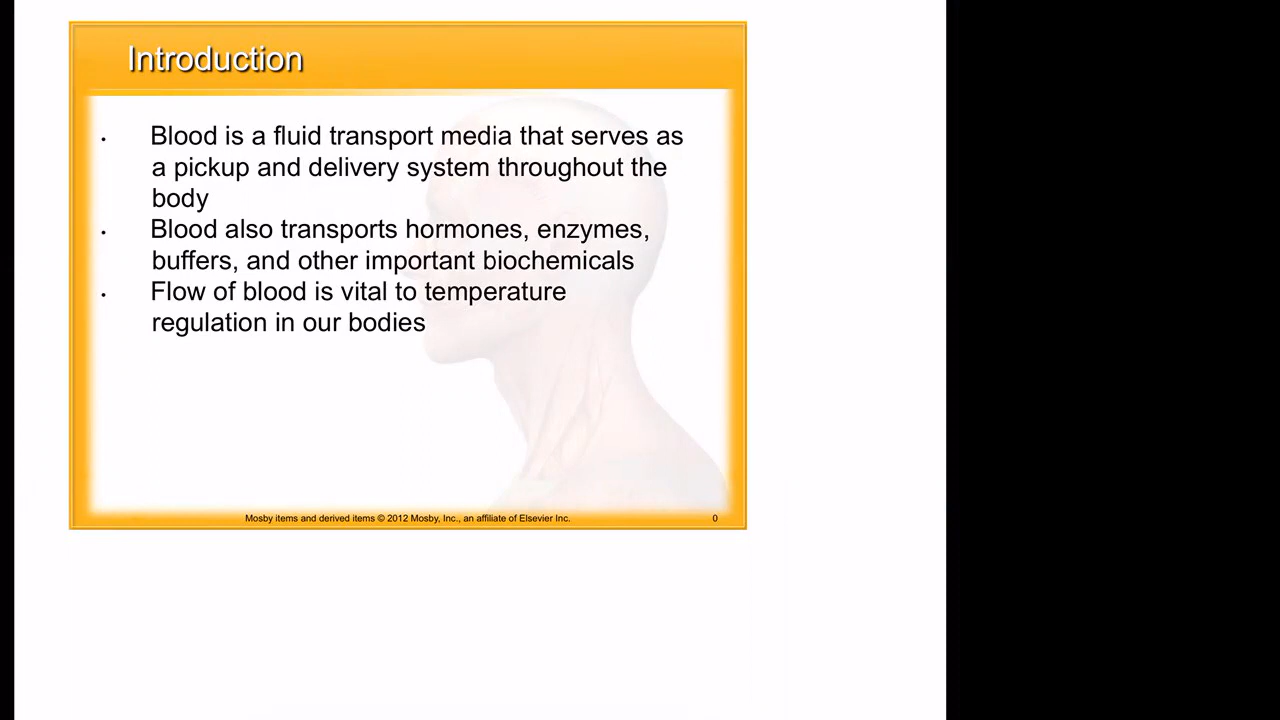 Introduction
• Blood is a fluid transport media that serves as
a pickup and delivery system throughout the
body
• Blood also transports hormones, enzymes,
buffers, and other important biochemicals
• Flow of blood is vital to temperature
regulation in our bodies
Mosby items and derived items © 2012 Mosby, Inc., an affiliate of Elsevier Inc. 0